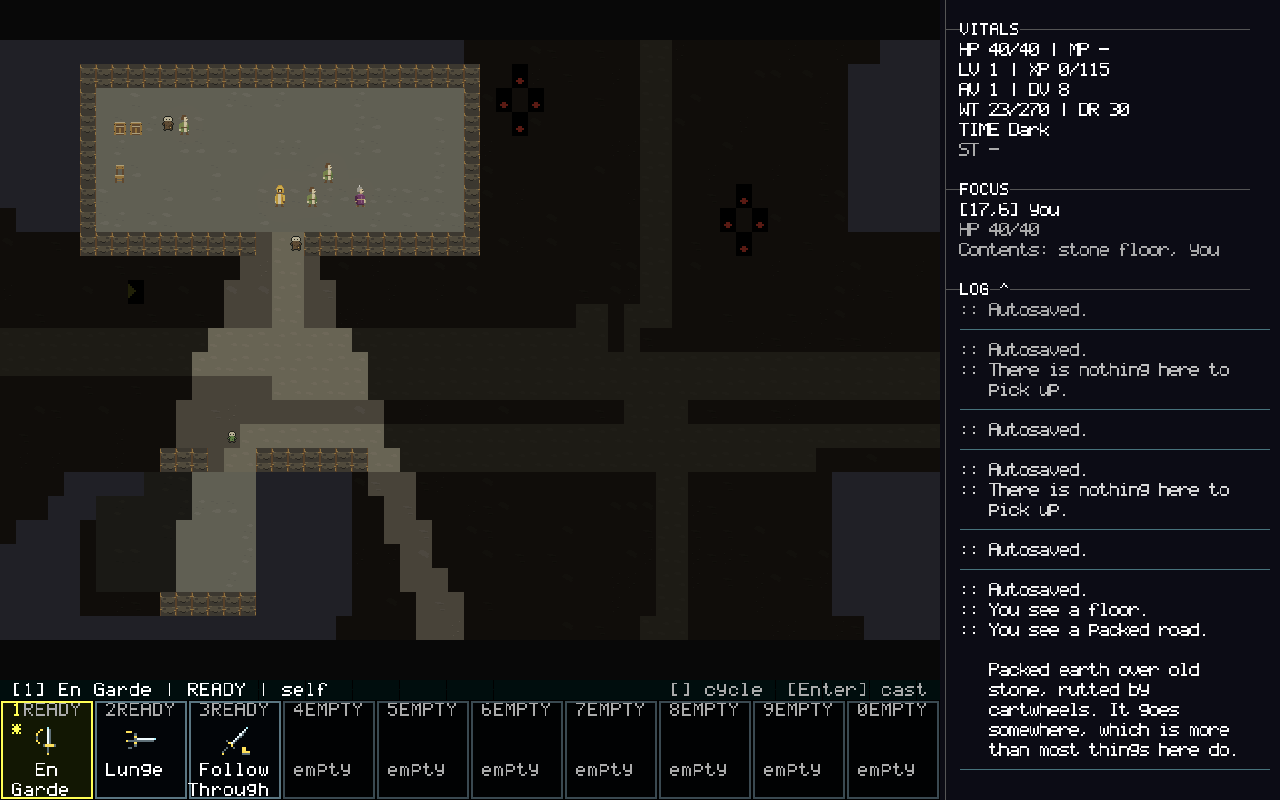 VITALS
HP 40/40 | MP -
LV 1 | XP 0/115
AV 1 | DV 8
WT 23/270 | DR 30
TIME Dark
ST -
FOCUS
[17,6] You
HP 40/40
Contents: stone floor, You
LOG ^
:: Autosaved.
:: Autosaved.
:: There is nothing here to
Pick up.
:: Autosaved.
:: Autosaved.
:: There is nothing here to
Pick up.
:: Autosaved.
:: Autosaved.
:: You see a floor.
:: You see a Packed road.
Packed earth over old
stone, rutted by
cartwheels. It goes
somewhere, which is more
than most things here do.
[1] En Garde | READY | self
[] cycle [Enter] cast
1READY 2READY 3READY 4EMPTY 5EMPTY 6EMPTY 7EMPTY 8EMPTY 9EMPTY 0EMPTY
*
En Garde
Lunge
Follow Through
empty empty empty empty empty empty empty